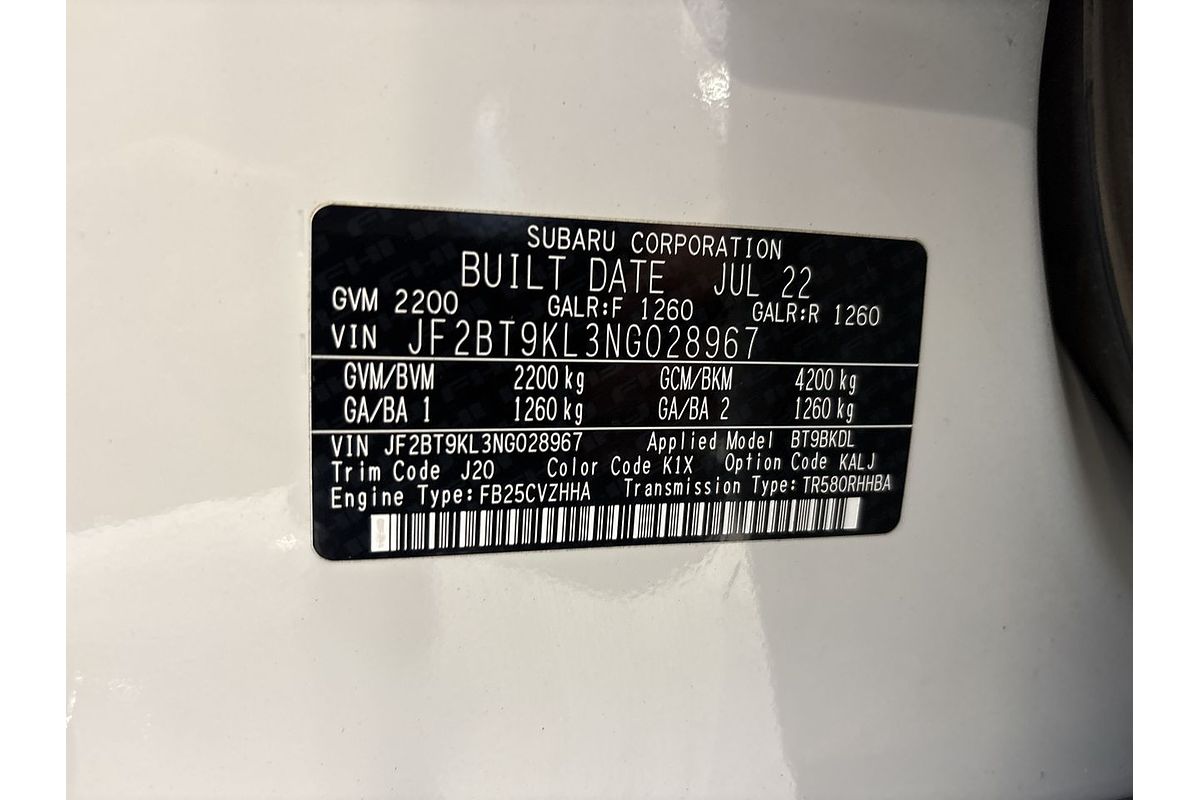 SUBARU CORPORATION
BUILT DATE JUL 22
GVM 2200 GALR:F 1260 GALR:R 1260
VIN JF2BT9KL3NG028967
GVM/BVM 2200 kg GCM/BKM 4200 kg
GA/BA 1 1260 kg GA/BA 2 1260 kg
VIN JF2BT9KL3NG028967 Applied Model BT9BKDL
Trim Code J20 Color Code K1X Option Code KALJ
Engine Type: FB25CVZHHA Transmission Type: TR580RHHBA